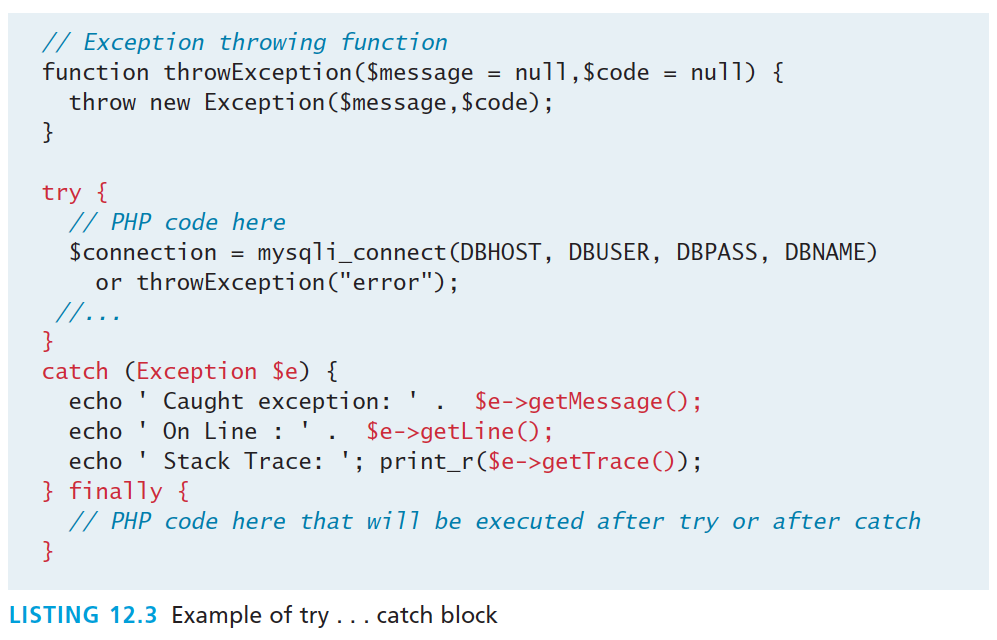 // Exception throwing function
function throwException($message = null,$code = null) {
  throw new Exception($message,$code);
}

try {
  // PHP code here
  $connection = mysqli_connect(DBHOST, DBUSER, DBPASS, DBNAME)
    or throwException("error");
 //...
}
catch (Exception $e) {
  echo ' Caught exception: ' .  $e->getMessage();
  echo ' On Line : ' .  $e->getLine();
  echo ' Stack Trace: '; print_r($e->getTrace());
} finally {
  // PHP code here that will be executed after try or after catch
}
LISTING 12.3 Example of try . . . catch block